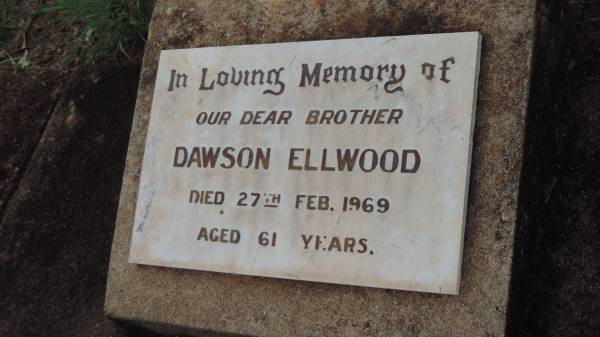 In Loving Memory of
OUR DEAR BROTHER
DAWSON ELLWOOD
DIED 27TH FEB. 1969
AGED 61 YEARS.